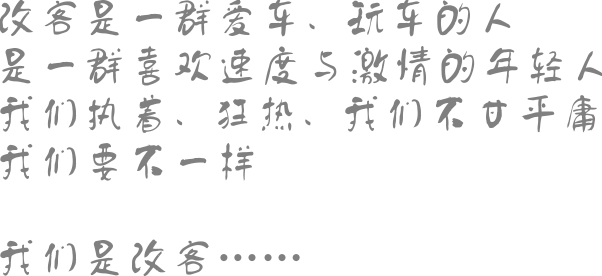 改客是一群爱车、玩车的人
是一群喜欢速度与激情的年轻人
我们执着、狂热、我们不甘平庸
我们要不一样
我们是改客……